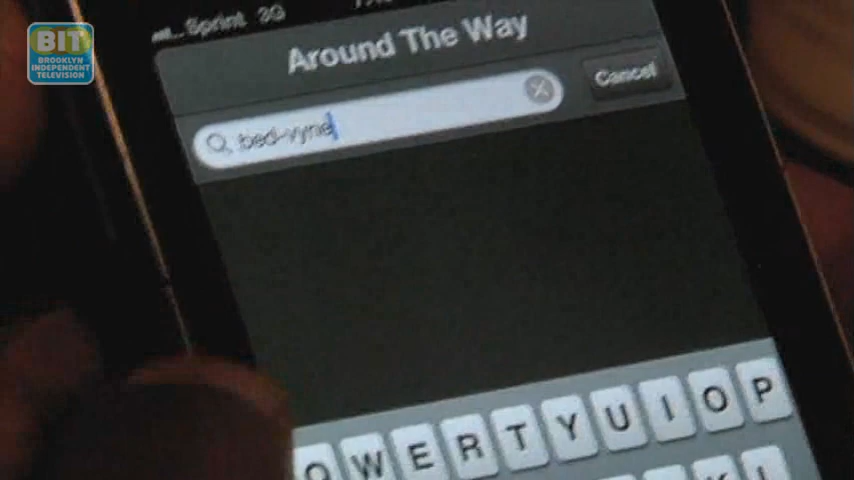 BIT
BROOKLYN
INDEPENDENT
TELEVISION
Sprint 3G
Around The Way
bed-vyne
Cancel
Q W E R T Y U I O P
K L